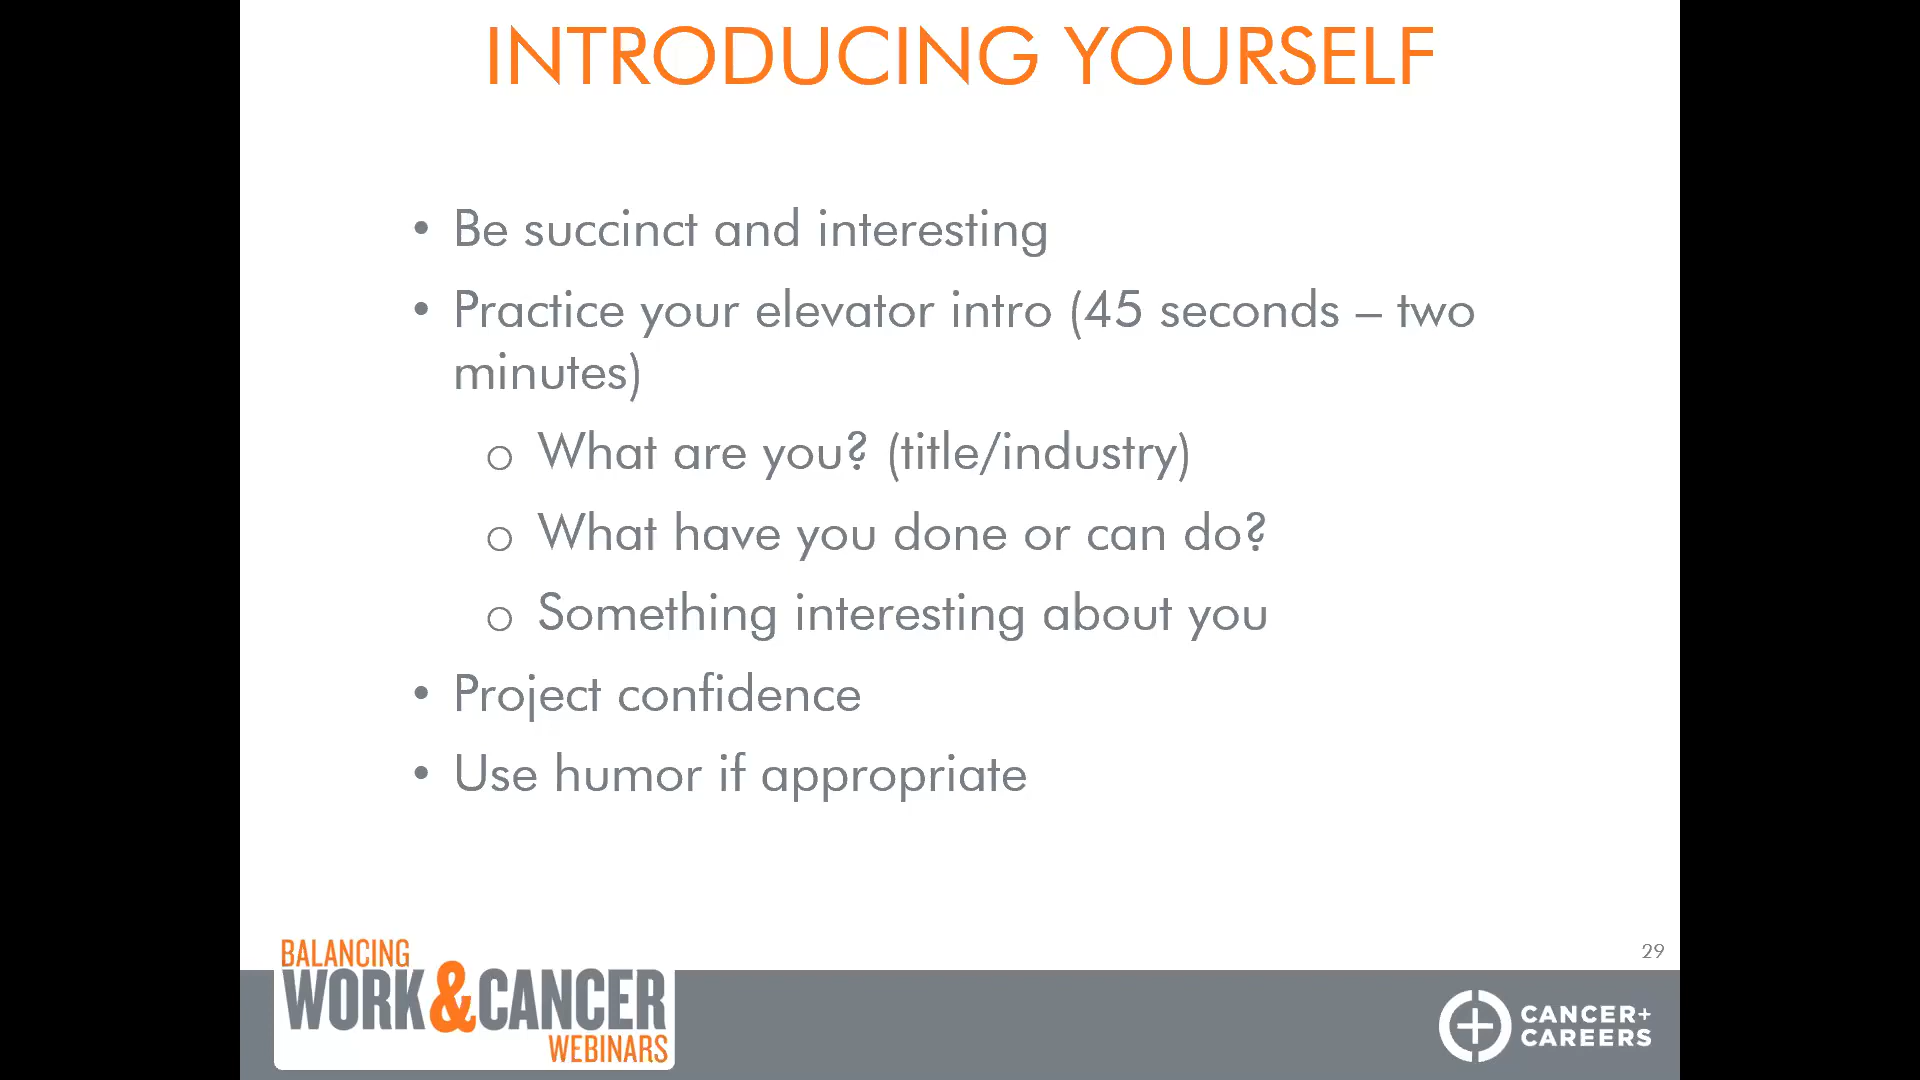 INTRODUCING YOURSELF
• Be succinct and interesting
• Practice your elevator intro (45 seconds – two
minutes)
o What are you? (title/industry)
o What have you done or can do?
o Something interesting about you
• Project confidence
• Use humor if appropriate
29
BALANCING
WORK & CANCER
WEBINARS
CANCER+
CAREERS